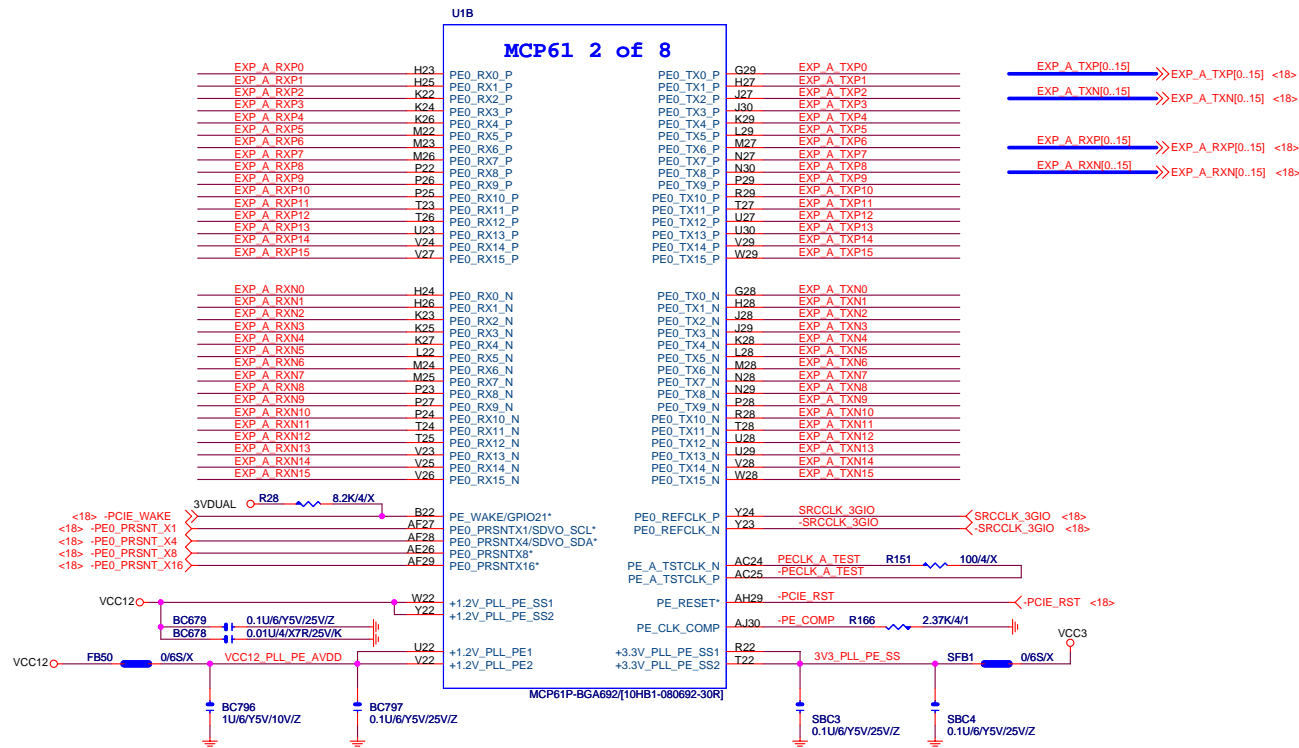 U1B
MCP61 2 of 8
EXP_A_RXP0 H23 PE0_RX0_P PE0_TX0_P G29 EXP_A_TXP0 EXP_A_TXP[0..15] EXP_A_TXP[0..15] <18>
EXP_A_RXP1 H25 PE0_RX1_P PE0_TX1_P H27 EXP_A_TXP1
EXP_A_RXP2 K22 PE0_RX2_P PE0_TX2_P J27 EXP_A_TXP2 EXP_A_TXN[0..15] EXP_A_TXN[0..15] <18>
EXP_A_RXP3 K24 PE0_RX3_P PE0_TX3_P J30 EXP_A_TXP3
EXP_A_RXP4 K26 PE0_RX4_P PE0_TX4_P K29 EXP_A_TXP4
EXP_A_RXP5 M22 PE0_RX5_P PE0_TX5_P L29 EXP_A_TXP5
EXP_A_RXP6 M23 PE0_RX6_P PE0_TX6_P M27 EXP_A_TXP6 EXP_A_RXP[0..15] EXP_A_RXP[0..15] <18>
EXP_A_RXP7 M26 PE0_RX7_P PE0_TX7_P N27 EXP_A_TXP7
EXP_A_RXP8 P22 PE0_RX8_P PE0_TX8_P N30 EXP_A_TXP8 EXP_A_RXN[0..15] EXP_A_RXN[0..15] <18>
EXP_A_RXP9 P26 PE0_RX9_P PE0_TX9_P P29 EXP_A_TXP9
EXP_A_RXP10 P25 PE0_RX10_P PE0_TX10_P R29 EXP_A_TXP10
EXP_A_RXP11 T23 PE0_RX11_P PE0_TX11_P T27 EXP_A_TXP11
EXP_A_RXP12 T26 PE0_RX12_P PE0_TX12_P U27 EXP_A_TXP12
EXP_A_RXP13 U23 PE0_RX13_P PE0_TX13_P U30 EXP_A_TXP13
EXP_A_RXP14 V24 PE0_RX14_P PE0_TX14_P V29 EXP_A_TXP14
EXP_A_RXP15 V27 PE0_RX15_P PE0_TX15_P W29 EXP_A_TXP15
EXP_A_RXN0 H24 PE0_RX0_N PE0_TX0_N G28 EXP_A_TXN0
EXP_A_RXN1 H26 PE0_RX1_N PE0_TX1_N H28 EXP_A_TXN1
EXP_A_RXN2 K23 PE0_RX2_N PE0_TX2_N J28 EXP_A_TXN2
EXP_A_RXN3 K25 PE0_RX3_N PE0_TX3_N J29 EXP_A_TXN3
EXP_A_RXN4 K27 PE0_RX4_N PE0_TX4_N K28 EXP_A_TXN4
EXP_A_RXN5 L22 PE0_RX5_N PE0_TX5_N L28 EXP_A_TXN5
EXP_A_RXN6 M24 PE0_RX6_N PE0_TX6_N M28 EXP_A_TXN6
EXP_A_RXN7 M25 PE0_RX7_N PE0_TX7_N N28 EXP_A_TXN7
EXP_A_RXN8 P23 PE0_RX8_N PE0_TX8_N N29 EXP_A_TXN8
EXP_A_RXN9 P27 PE0_RX9_N PE0_TX9_N P28 EXP_A_TXN9
EXP_A_RXN10 P24 PE0_RX10_N PE0_TX10_N R28 EXP_A_TXN10
EXP_A_RXN11 T24 PE0_RX11_N PE0_TX11_N T28 EXP_A_TXN11
EXP_A_RXN12 T25 PE0_RX12_N PE0_TX12_N U28 EXP_A_TXN12
EXP_A_RXN13 V23 PE0_RX13_N PE0_TX13_N U29 EXP_A_TXN13
EXP_A_RXN14 V25 PE0_RX14_N PE0_TX14_N V28 EXP_A_TXN14
EXP_A_RXN15 V26 PE0_RX15_N PE0_TX15_N W28 EXP_A_TXN15
3VDUAL R28 8.2K/4/X
<18> -PCIE_WAKE B22 PE_WAKE/GPIO21* PE0_REFCLK_P Y24 SRCCLK_3GIO SRCCLK_3GIO <18>
<18> -PE0_PRSNT_X1 AF27 PE0_PRSNTX1/SDVO_SCL* PE0_REFCLK_N Y23 -SRCCLK_3GIO -SRCCLK_3GIO <18>
<18> -PE0_PRSNT_X4 AF28 PE0_PRSNTX4/SDVO_SDA*
<18> -PE0_PRSNT_X8 AE26 PE0_PRSNTX8*
<18> -PE0_PRSNT_X16 AF29 PE0_PRSNTX16* PE_A_TSTCLK_N AC24 PECLK_A_TEST R151 100/4/X
PE_A_TSTCLK_P AC25 -PECLK_A_TEST
VCC12 W22 +1.2V_PLL_PE_SS1 PE_RESET* AH29 -PCIE_RST -PCIE_RST <18>
Y22 +1.2V_PLL_PE_SS2
BC679 0.1U/6/Y5V/25V/Z PE_CLK_COMP AJ30 -PE_COMP R166 2.37K/4/1
BC678 0.01U/4/X7R/25V/K VCC3
U22 +1.2V_PLL_PE1 +3.3V_PLL_PE_SS1 R22
VCC12 FB50 0/6S/X VCC12_PLL_PE_AVDD V22 +1.2V_PLL_PE2 +3.3V_PLL_PE_SS2 T22 3V3_PLL_PE_SS SFB1 0/6S/X
MCP61P-BGA692/[10HB1-080692-30R]
BC796 BC797 SBC3 SBC4
1U/6/Y5V/10V/Z 0.1U/6/Y5V/25V/Z 0.1U/6/Y5V/25V/Z 0.1U/6/Y5V/25V/Z